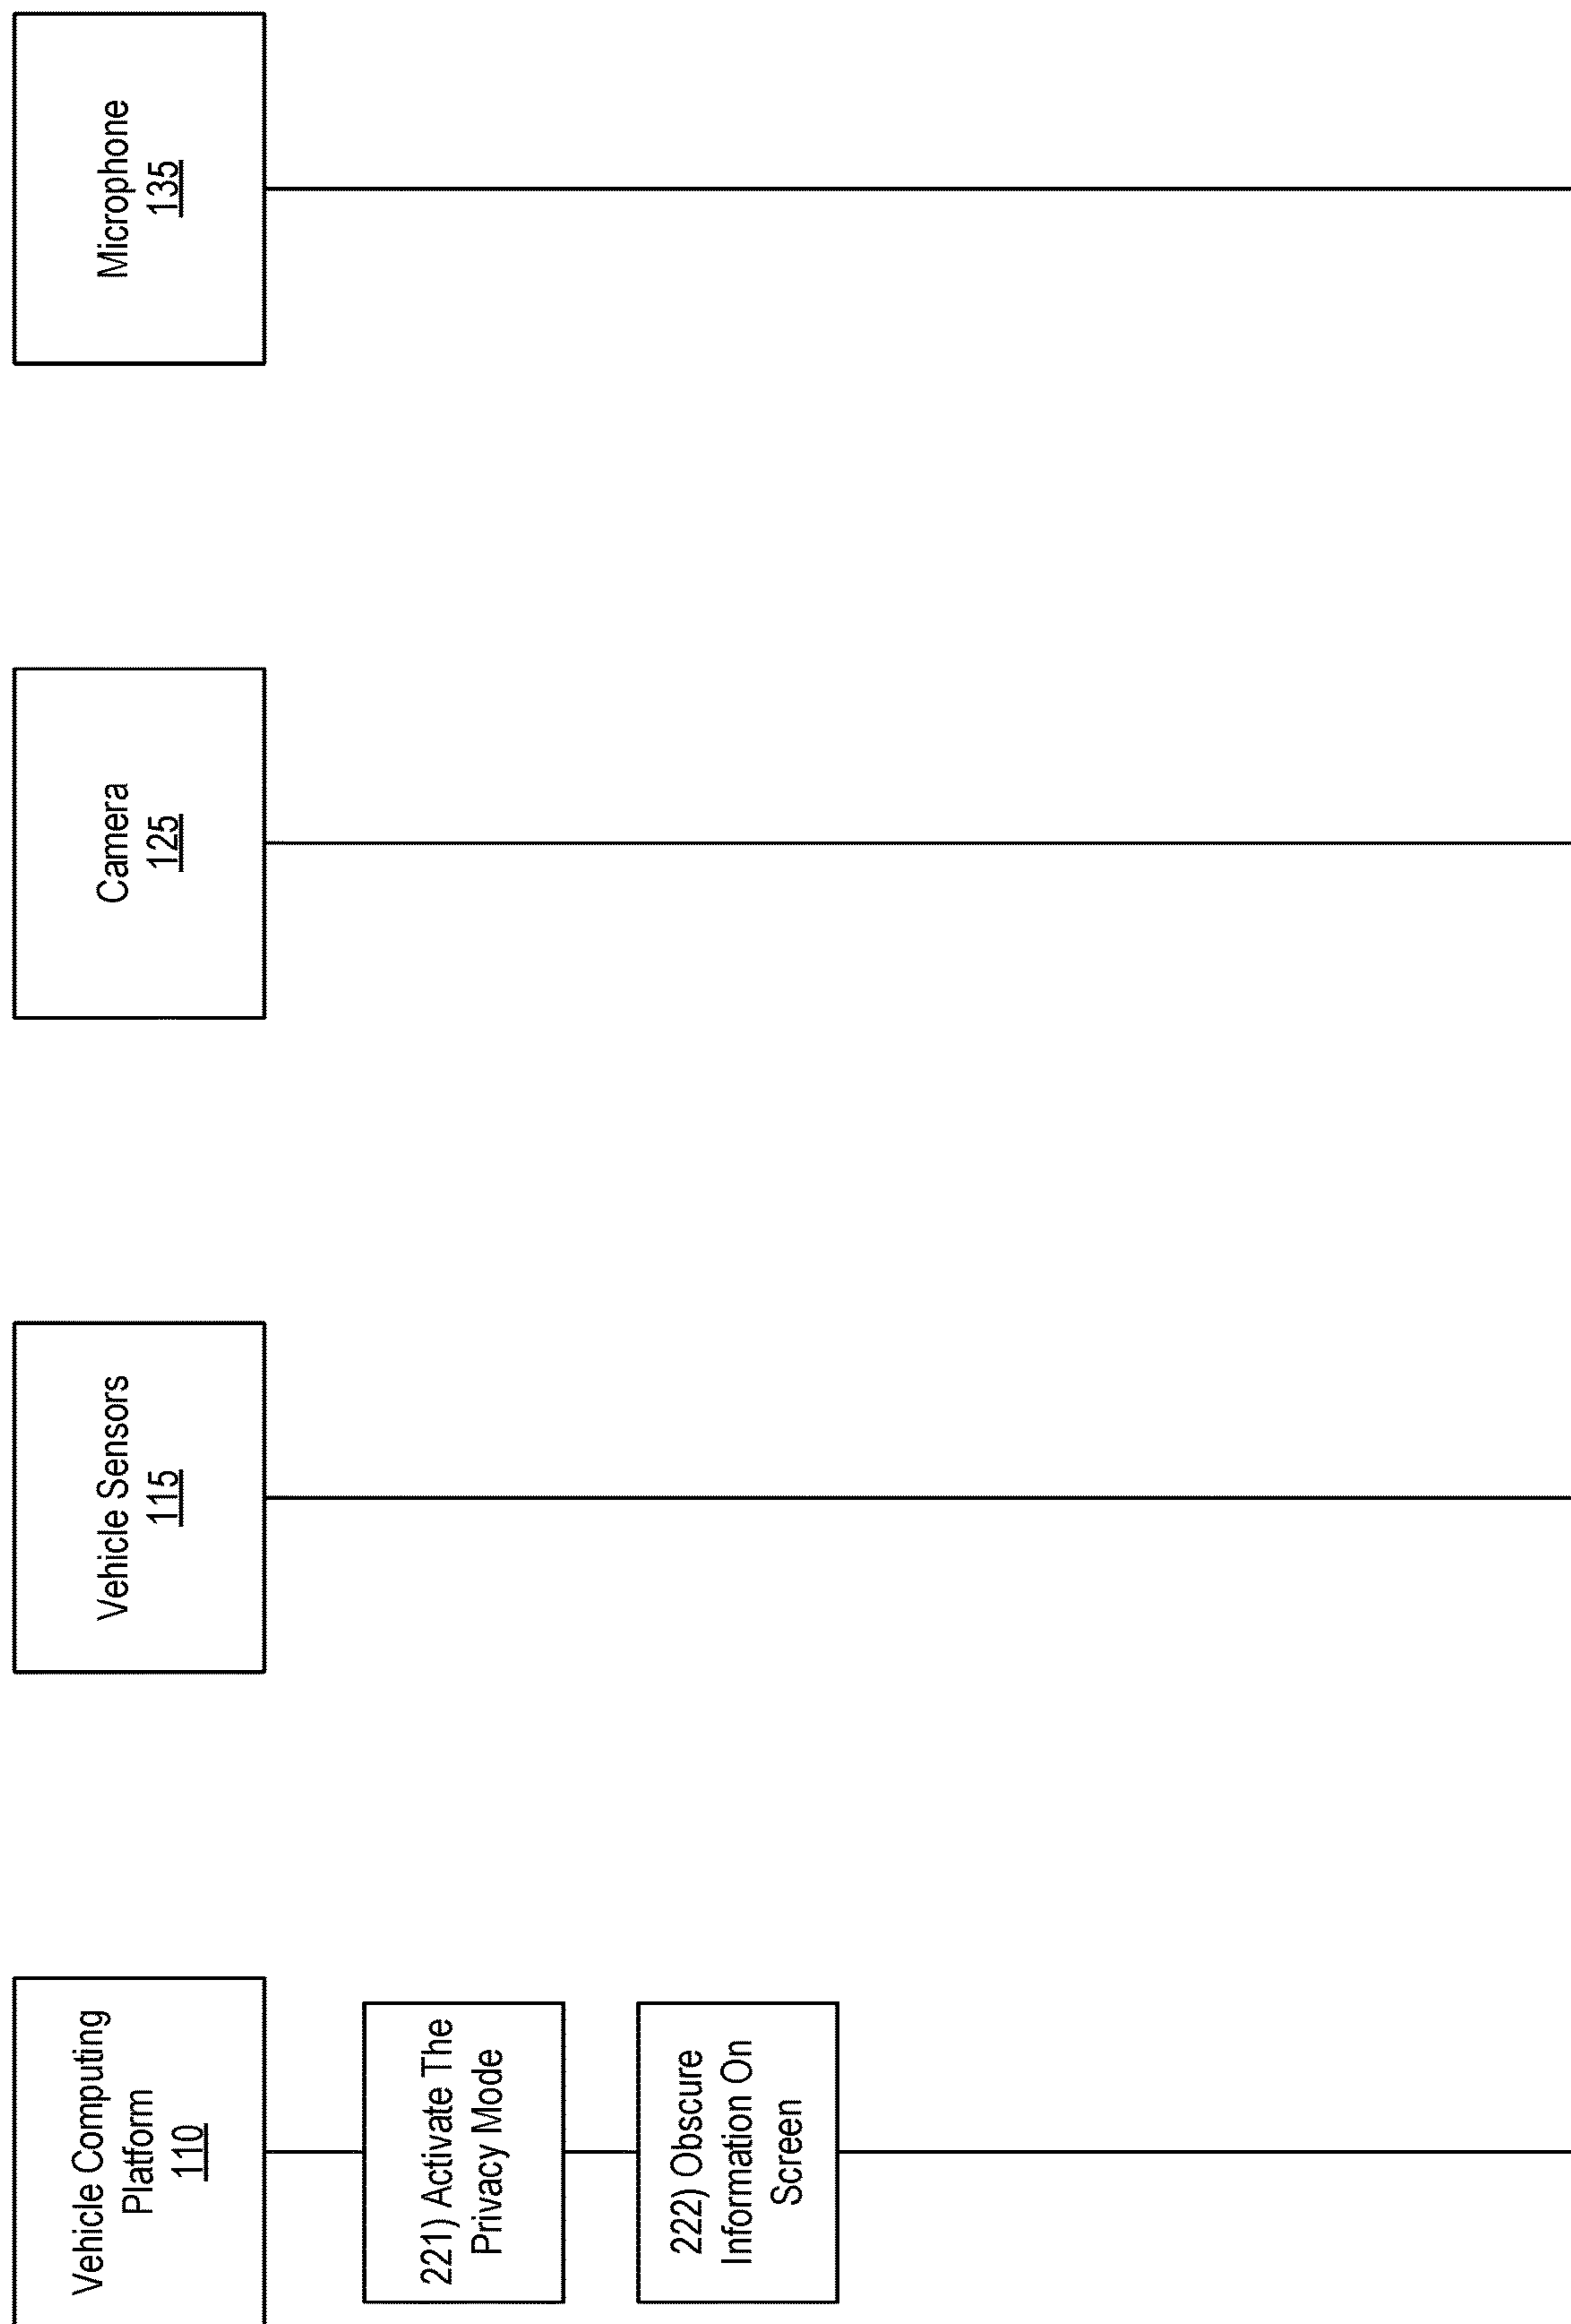 Vehicle Computing
Platform
110
Vehicle Sensors
115
Camera
125
Microphone
135
221) Activate The
Privacy Mode
222) Obscure
Information On
Screen